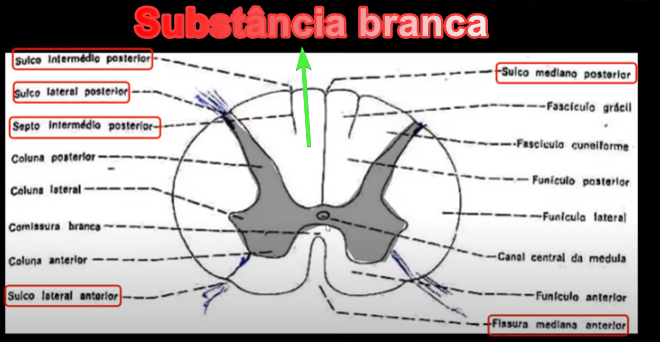 Substância branca
Sulco intermédio posterior
Sulco lateral posterior
Septo intermédio posterior
Coluna posterior
Coluna lateral
Comissura branca
Coluna anterior
Sulco lateral anterior
Sulco mediano posterior
Fascículo grácil
Fascículo cuneiforme
Funículo posterior
Funículo lateral
Canal central da medula
Funículo anterior
Fissura mediana anterior